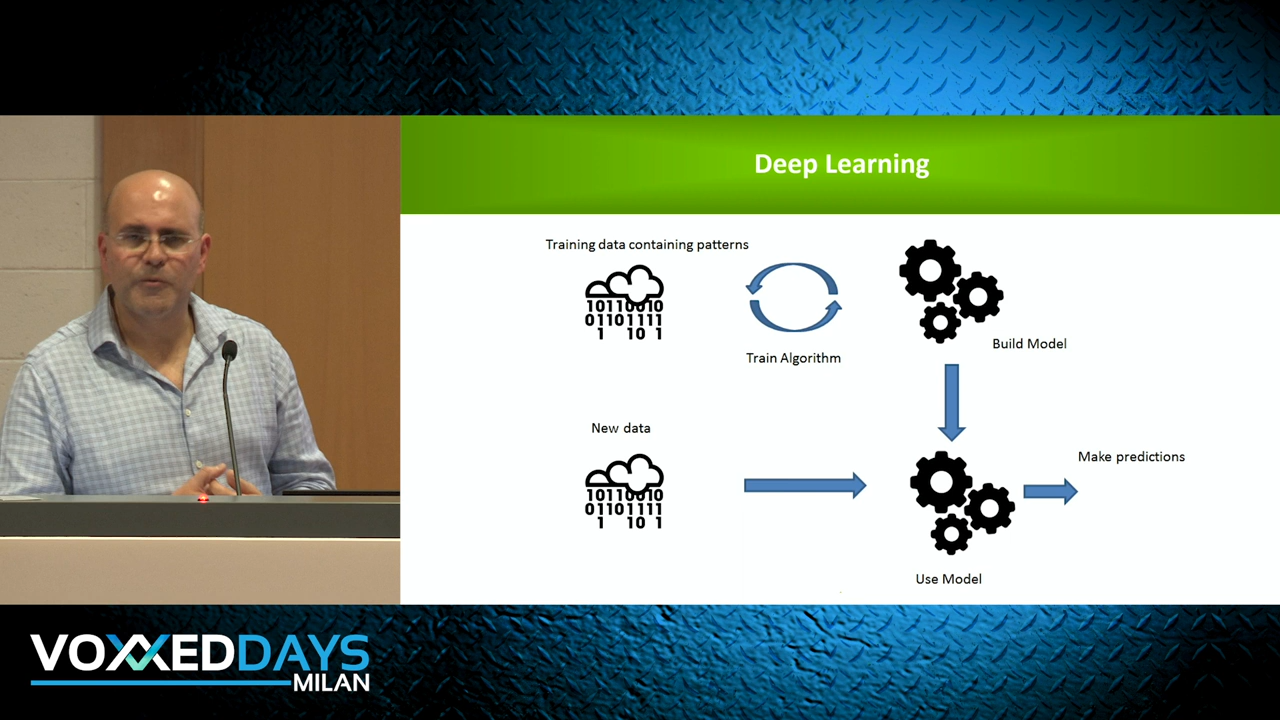 Deep Learning
Training data containing patterns
10110010
01101111
1 10 1
Train Algorithm
Build Model
New data
10110010
01101111
1 10 1
Make predictions
Use Model
VOXXEDDAYS
MILAN